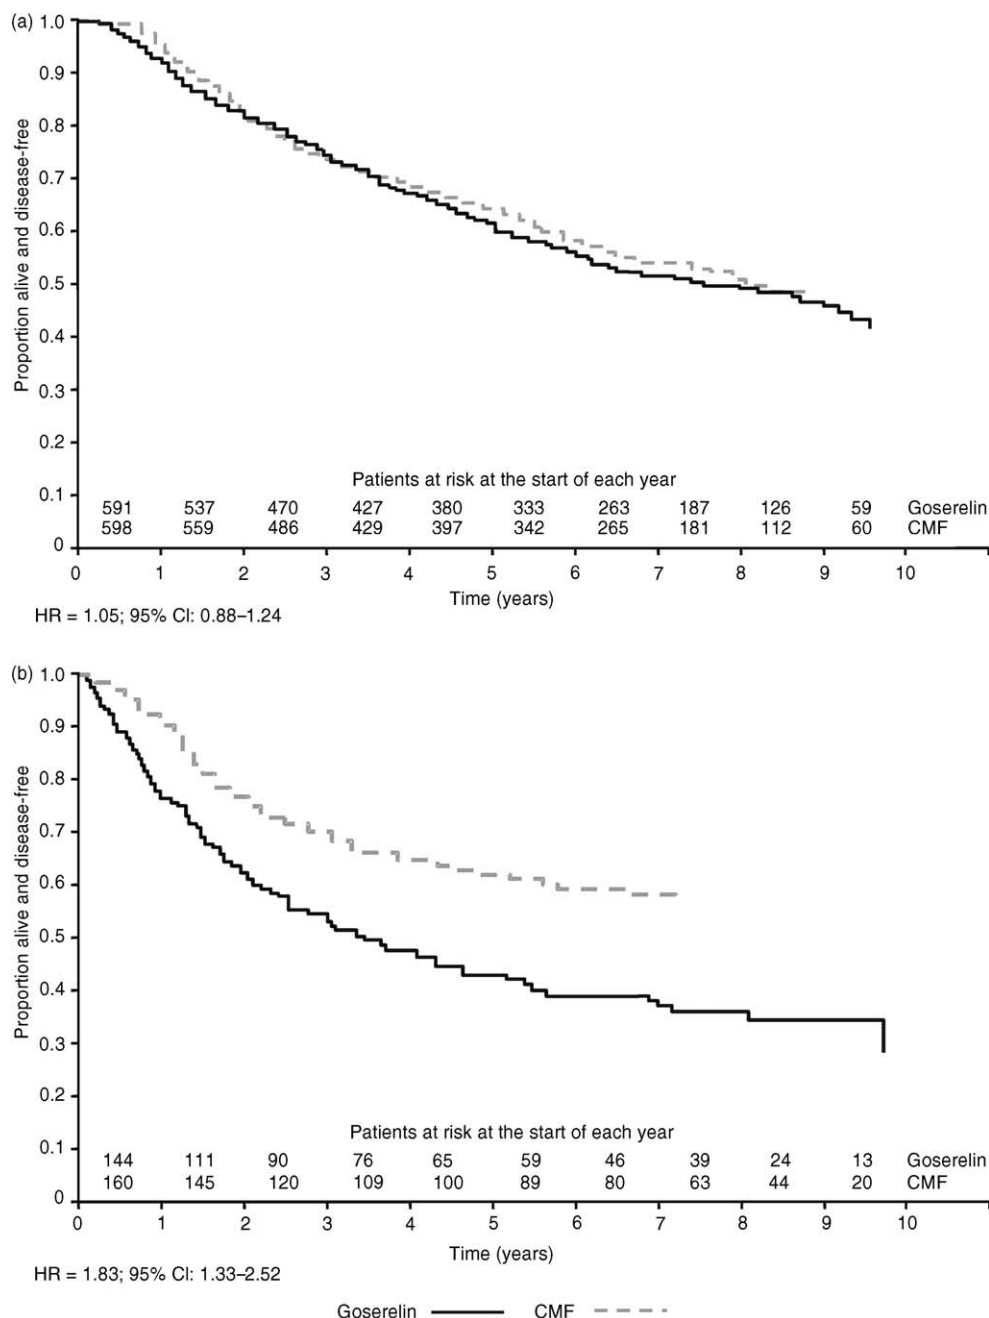 (a)
Proportion alive and disease-free
1.0
0.9
0.8
0.7
0.6
0.5
0.4
0.3
0.2
0.1
0
Patients at risk at the start of each year
591 537 470 427 380 333 263 187 126 59 Goserelin
598 559 486 429 397 342 265 181 112 60 CMF
0 1 2 3 4 5 6 7 8 9 10
Time (years)
HR = 1.05; 95% CI: 0.88–1.24
(b)
Proportion alive and disease-free
1.0
0.9
0.8
0.7
0.6
0.5
0.4
0.3
0.2
0.1
0
Patients at risk at the start of each year
144 111 90 76 65 59 46 39 24 13 Goserelin
160 145 120 109 100 89 80 63 44 20 CMF
0 1 2 3 4 5 6 7 8 9 10
Time (years)
HR = 1.83; 95% CI: 1.33–2.52
Goserelin CMF